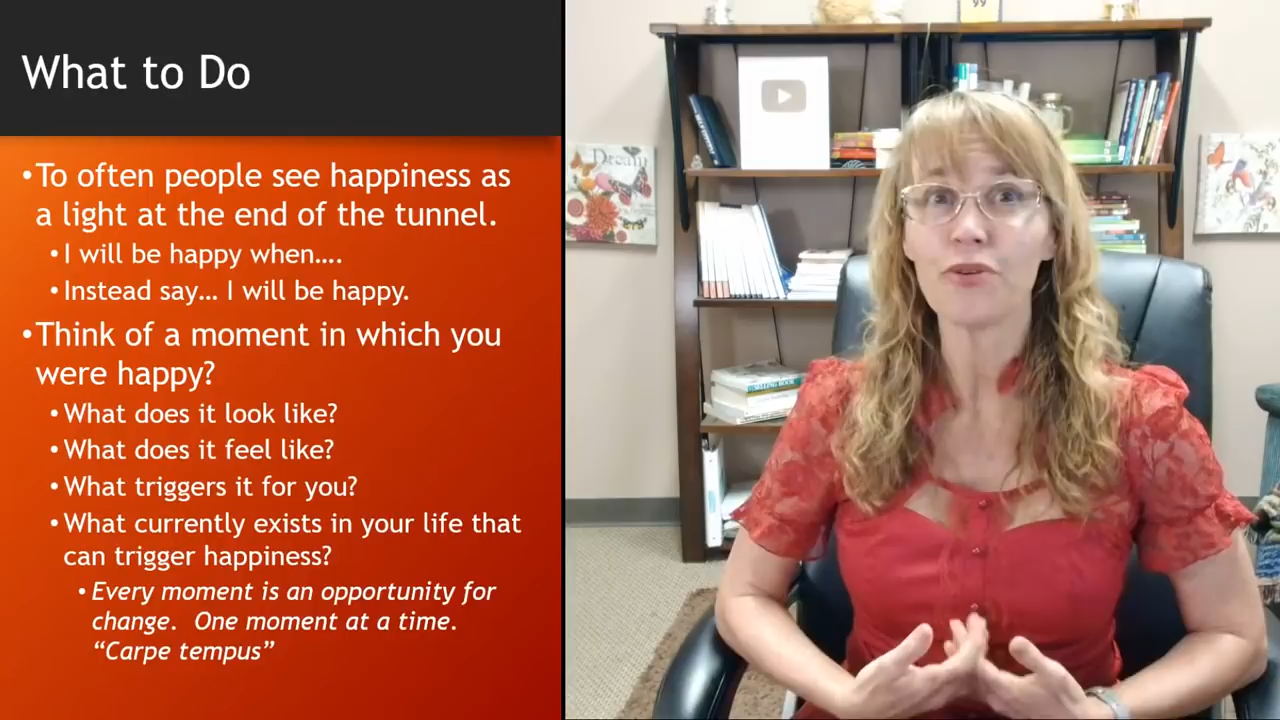 What to Do
•To often people see happiness as
a light at the end of the tunnel.
•I will be happy when….
•Instead say… I will be happy.
•Think of a moment in which you
were happy?
•What does it look like?
•What does it feel like?
•What triggers it for you?
•What currently exists in your life that
can trigger happiness?
•Every moment is an opportunity for
change.  One moment at a time.
“Carpe tempus”
Dream
99